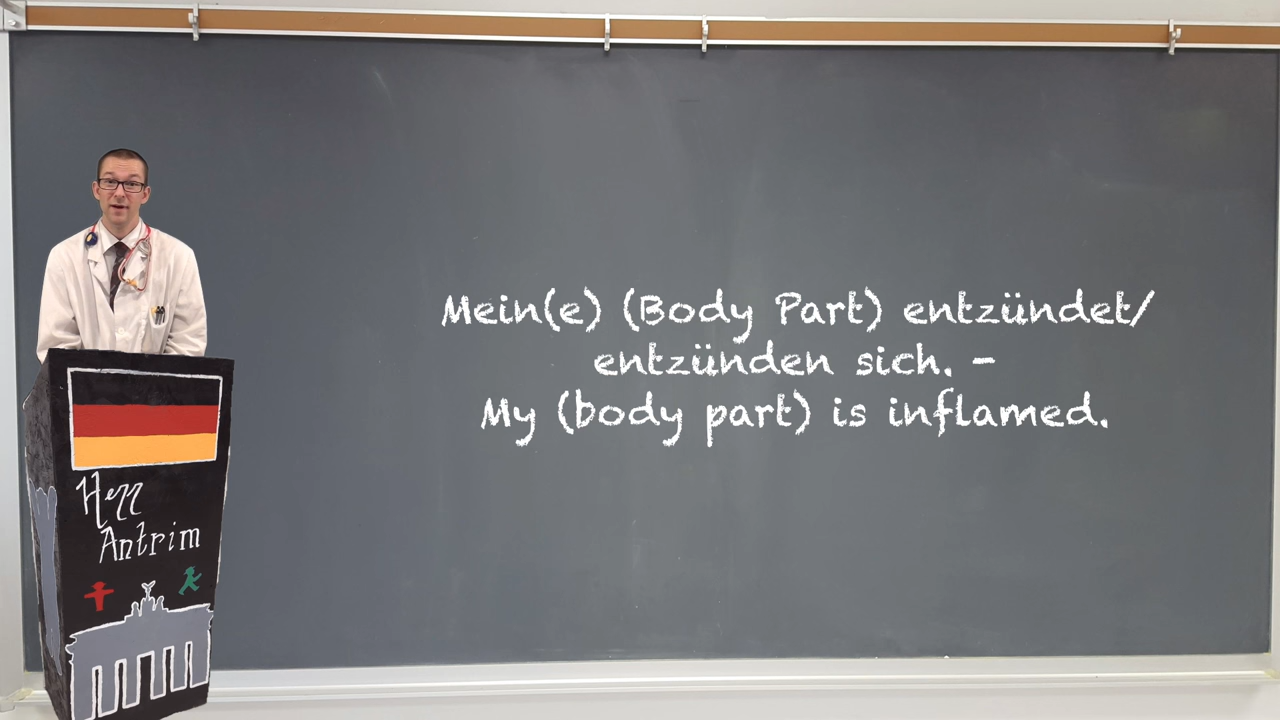 Mein(e) (Body Part) entzündet/
entzünden sich. -
My (body part) is inflamed.
Herr
Antrim